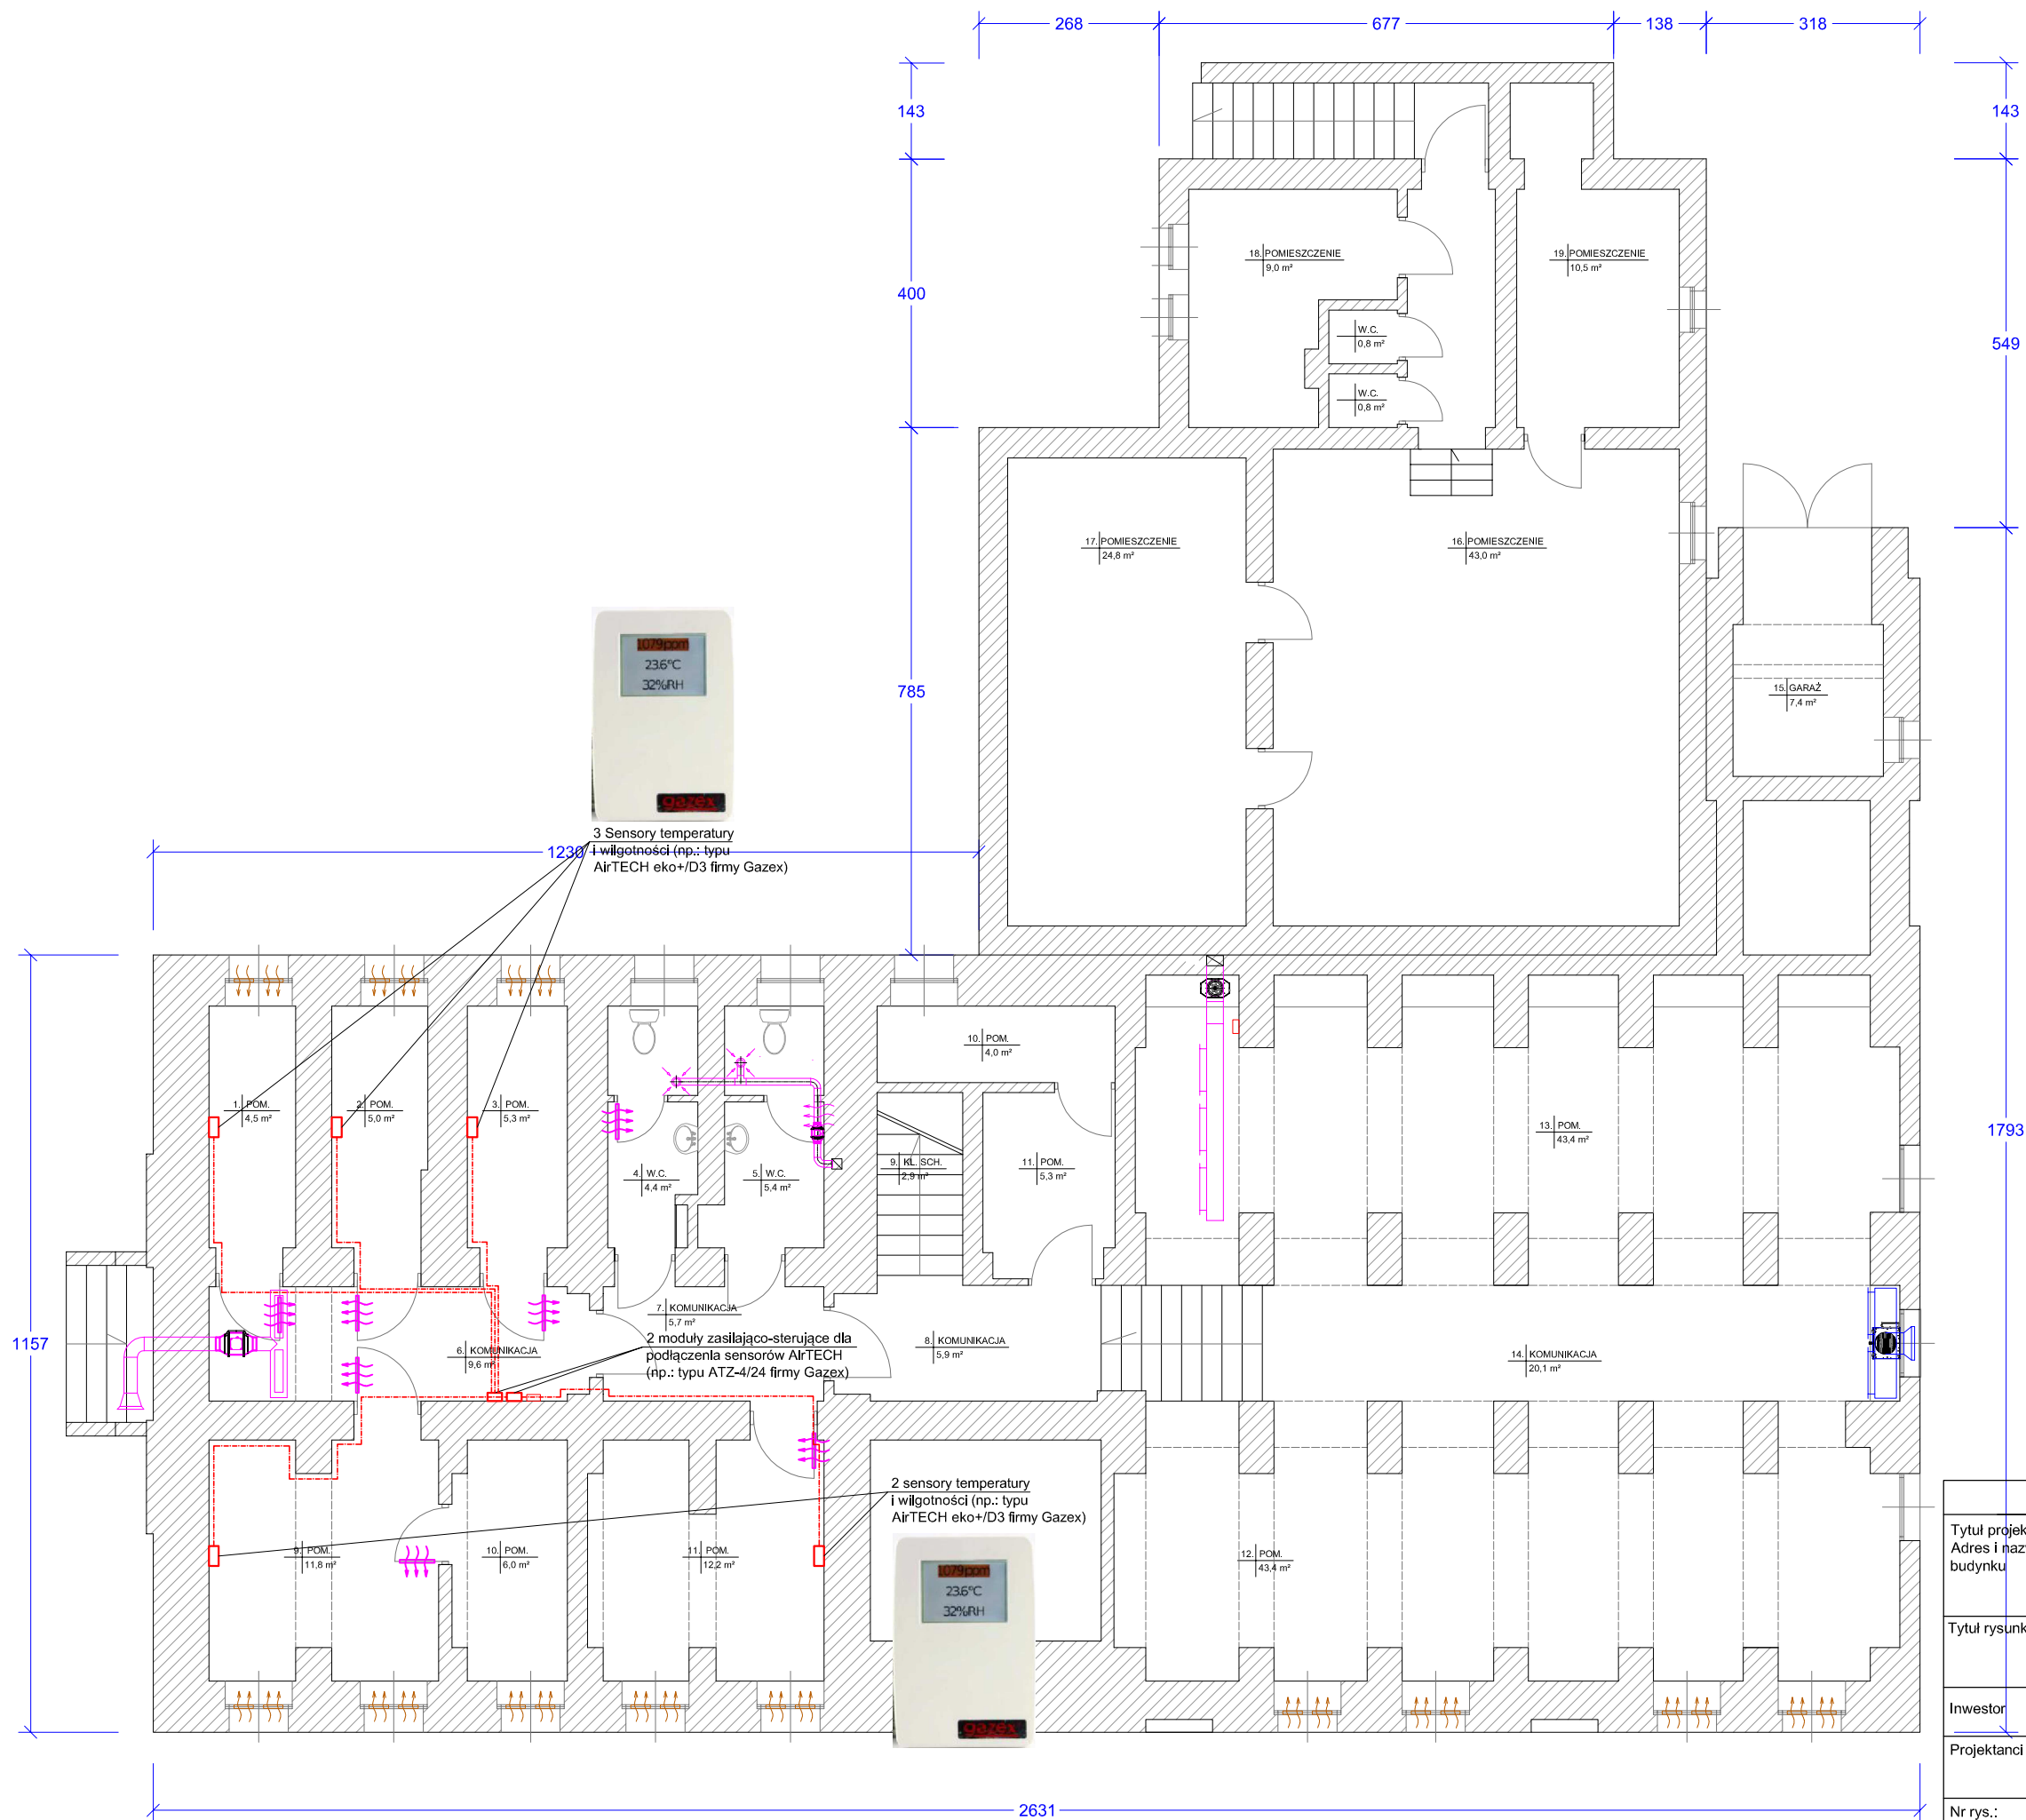 268
677
138
318
143
143
18. POMIESZCZENIE
9,0 m²
19. POMIESZCZENIE
10,5 m²
400
W.C.
0,8 m²
549
W.C.
0,8 m²
17. POMIESZCZENIE
24,8 m²
16. POMIESZCZENIE
43,0 m²
1079ppm
23.6°C
32%RH
gazex
785
15. GARAŻ
7,4 m²
3 Sensory temperatury
i wilgotności (np.: typu
AirTECH eko+/D3 firmy Gazex)
1230
10. POM.
4,0 m²
1. POM.
4,5 m²
2. POM.
5,0 m²
3. POM.
5,3 m²
13. POM.
43,4 m²
1793
4. W.C.
4,4 m²
5. W.C.
5,4 m²
9. KL. SCH.
2,9 m²
11. POM.
5,3 m²
7. KOMUNIKACJA
5,7 m²
2 moduły zasilająco-sterujące dla
podłączenia sensorów AirTECH
(np.: typu ATZ-4/24 firmy Gazex)
1157
6. KOMUNIKACJA
9,6 m²
8. KOMUNIKACJA
5,9 m²
14. KOMUNIKACJA
20,1 m²
2 sensory temperatury
i wilgotności (np.: typu
AirTECH eko+/D3 firmy Gazex)
9. POM.
11,8 m²
10. POM.
6,0 m²
11. POM.
12,2 m²
12. POM.
43,4 m²
1079ppm
23.6°C
32%RH
gazex
Tytuł projek
Adres i naz
budynku
Tytuł rysunk
Inwestor
Projektanci
Nr rys.:
2631